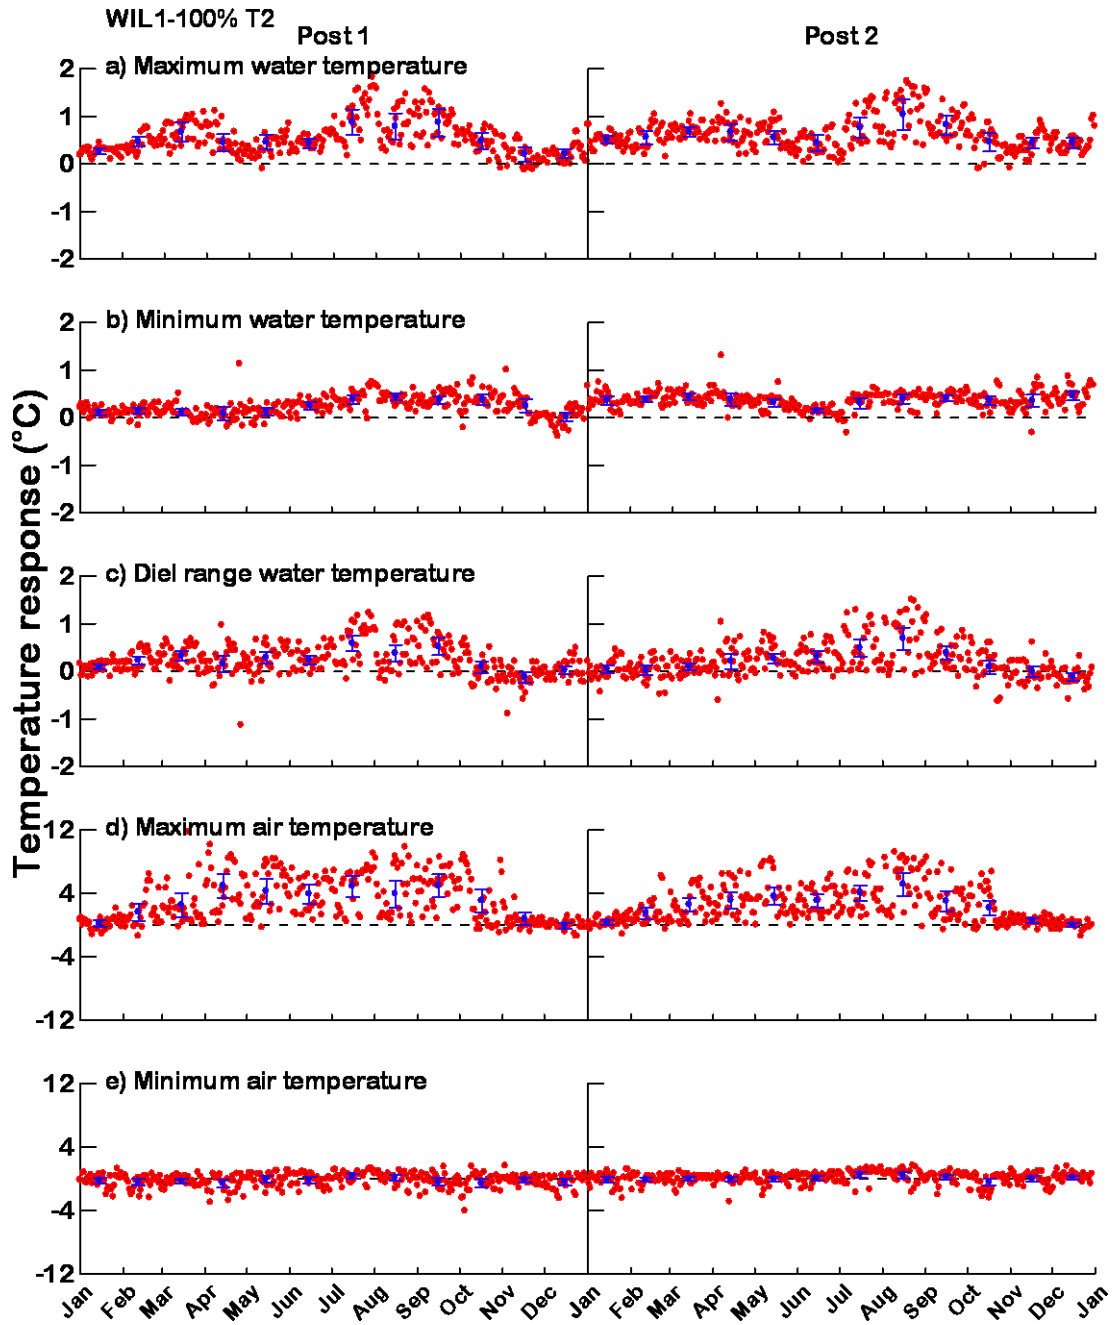 WIL1-100% T2
Post 1
Post 2
a) Maximum water temperature
2
1
0
-1
-2
b) Minimum water temperature
2
1
0
-1
-2
c) Diel range water temperature
2
1
0
-1
-2
d) Maximum air temperature
12
4
-4
-12
e) Minimum air temperature
12
4
-4
-12
Temperature response (°C)
Jan Feb Mar Apr May Jun Jul Aug Sep Oct Nov Dec Jan Feb Mar Apr May Jun Jul Aug Sep Oct Nov Dec Jan